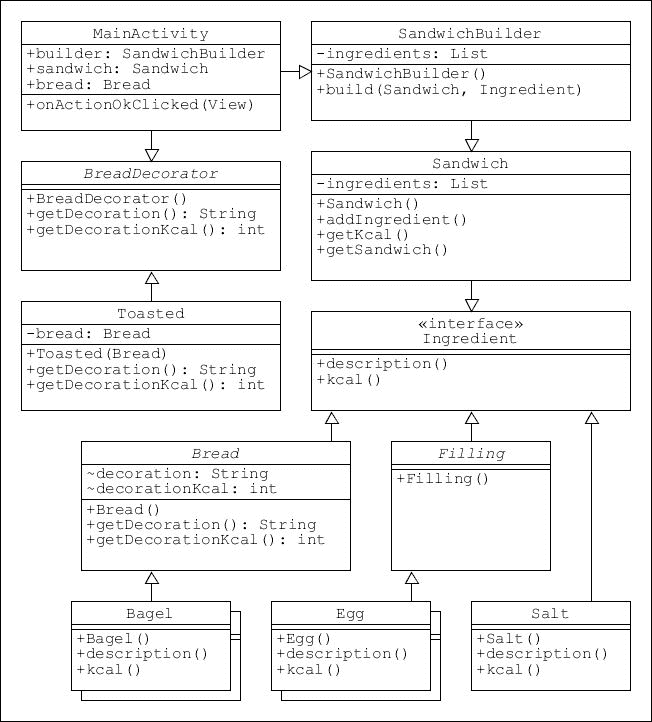 MainActivity
+builder: SandwichBuilder
+sandwich: Sandwich
+bread: Bread
+onActionOkClicked(View)
SandwichBuilder
-ingredients: List
+SandwichBuilder()
+build(Sandwich, Ingredient)
BreadDecorator
+BreadDecorator()
+getDecoration(): String
+getDecorationKcal(): int
Sandwich
-ingredients: List
+Sandwich()
+addIngredient()
+getKcal()
+getSandwich()
Toasted
-bread: Bread
+Toasted(Bread)
+getDecoration(): String
+getDecorationKcal(): int
«interface»
Ingredient
+description()
+kcal()
Bread
~decoration: String
~decorationKcal: int
+Bread()
+getDecoration(): String
+getDecorationKcal(): int
Filling
+Filling()
Bagel
+Bagel()
+description()
+kcal()
Egg
+Egg()
+description()
+kcal()
Salt
+Salt()
+description()
+kcal()